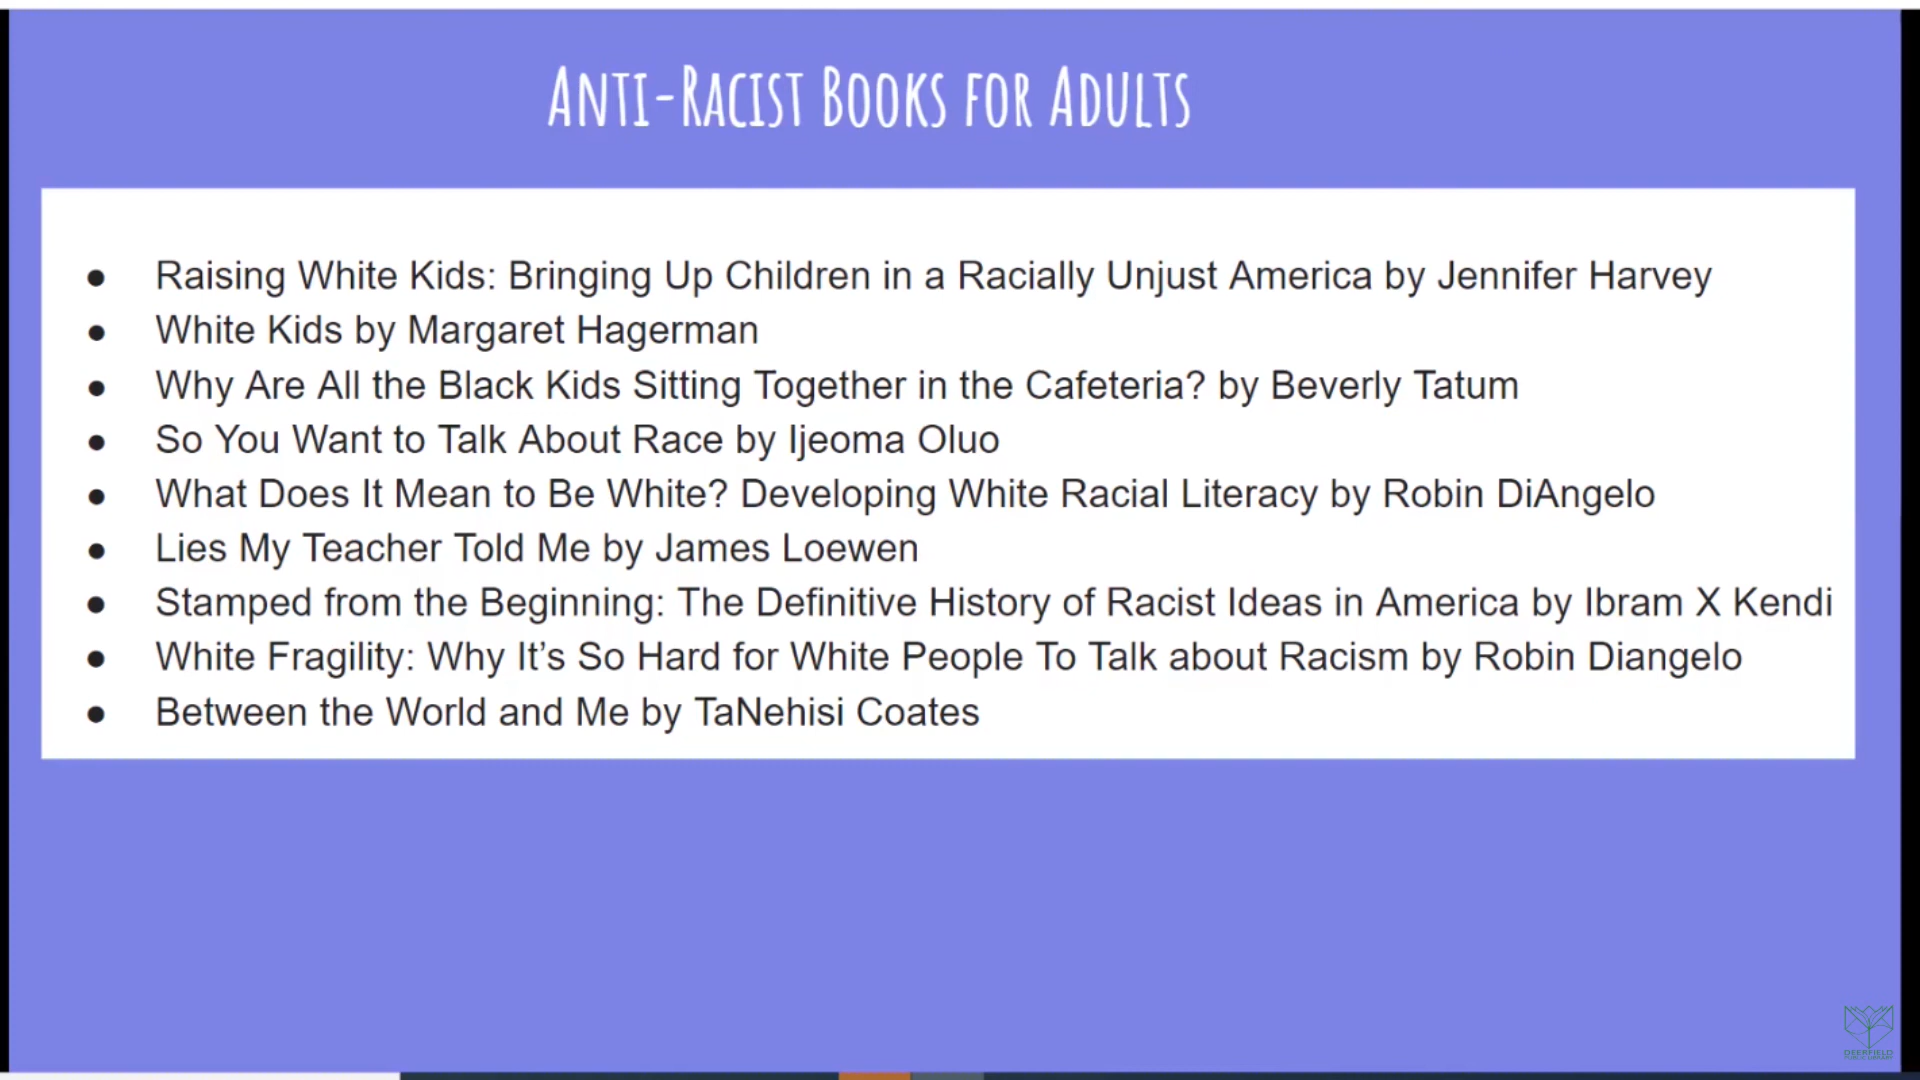 Anti-Racist Books for Adults
● Raising White Kids: Bringing Up Children in a Racially Unjust America by Jennifer Harvey
● White Kids by Margaret Hagerman
● Why Are All the Black Kids Sitting Together in the Cafeteria? by Beverly Tatum
● So You Want to Talk About Race by Ijeoma Oluo
● What Does It Mean to Be White? Developing White Racial Literacy by Robin DiAngelo
● Lies My Teacher Told Me by James Loewen
● Stamped from the Beginning: The Definitive History of Racist Ideas in America by Ibram X Kendi
● White Fragility: Why It’s So Hard for White People To Talk about Racism by Robin Diangelo
● Between the World and Me by TaNehisi Coates
DEERFIELD
PUBLIC LIBRARY